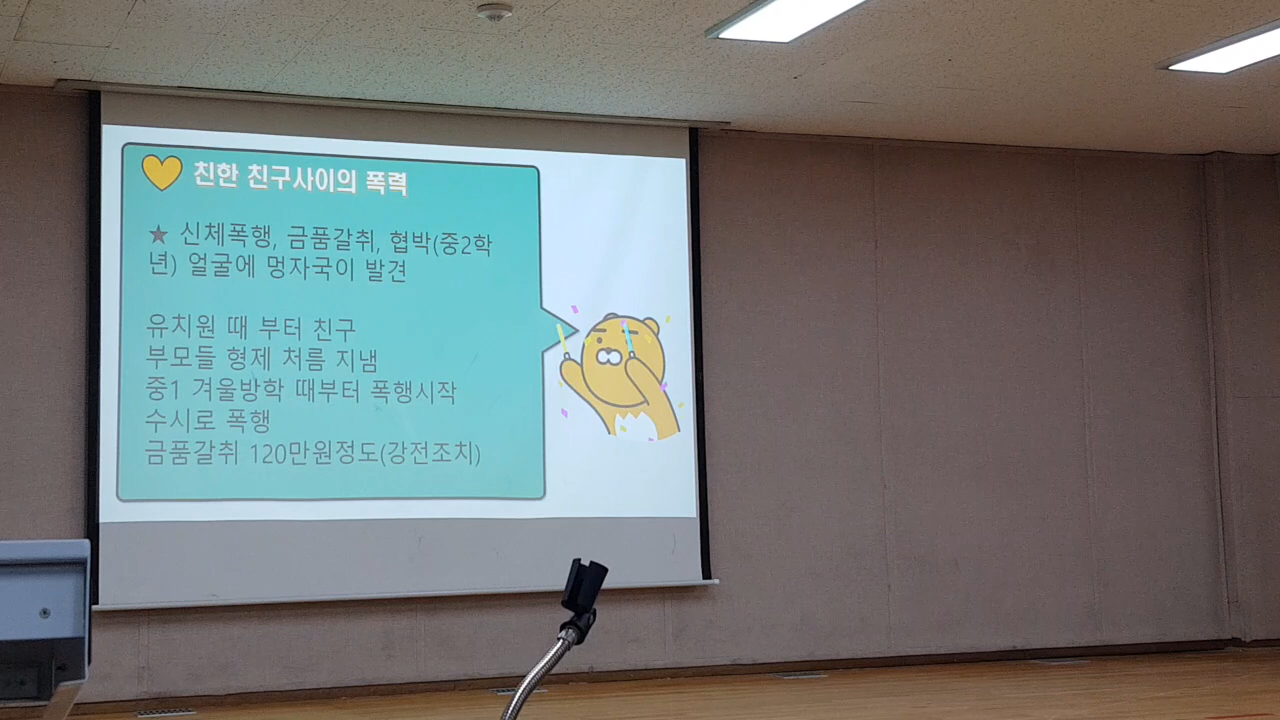 친한 친구사이의 폭력
★ 신체폭행, 금품갈취, 협박(중2학
년) 얼굴에 멍자국이 발견
유치원 때 부터 친구
부모들 형제 처름 지냄
중1 겨울방학 때부터 폭행시작
수시로 폭행
금품갈취 120만원정도(강전조치)